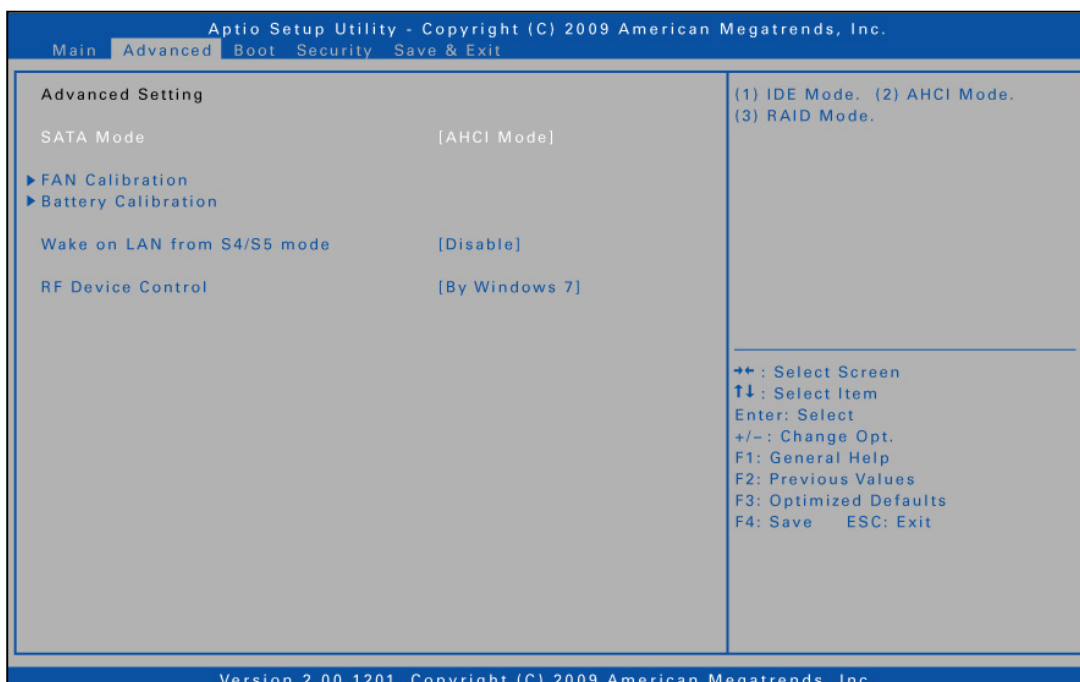 Aptio Setup Utility - Copyright (C) 2009 American Megatrends, Inc.
Main Advanced Boot Security Save & Exit
Advanced Setting
SATA Mode [AHCI Mode]
▶ FAN Calibration
▶ Battery Calibration
Wake on LAN from S4/S5 mode [Disable]
RF Device Control [By Windows 7]
(1) IDE Mode. (2) AHCI Mode.
(3) RAID Mode.
→← : Select Screen
↑↓ : Select Item
Enter: Select
+/– : Change Opt.
F1: General Help
F2: Previous Values
F3: Optimized Defaults
F4: Save ESC: Exit
Version 2.00.1201. Copyright (C) 2009 American Megatrends, Inc.